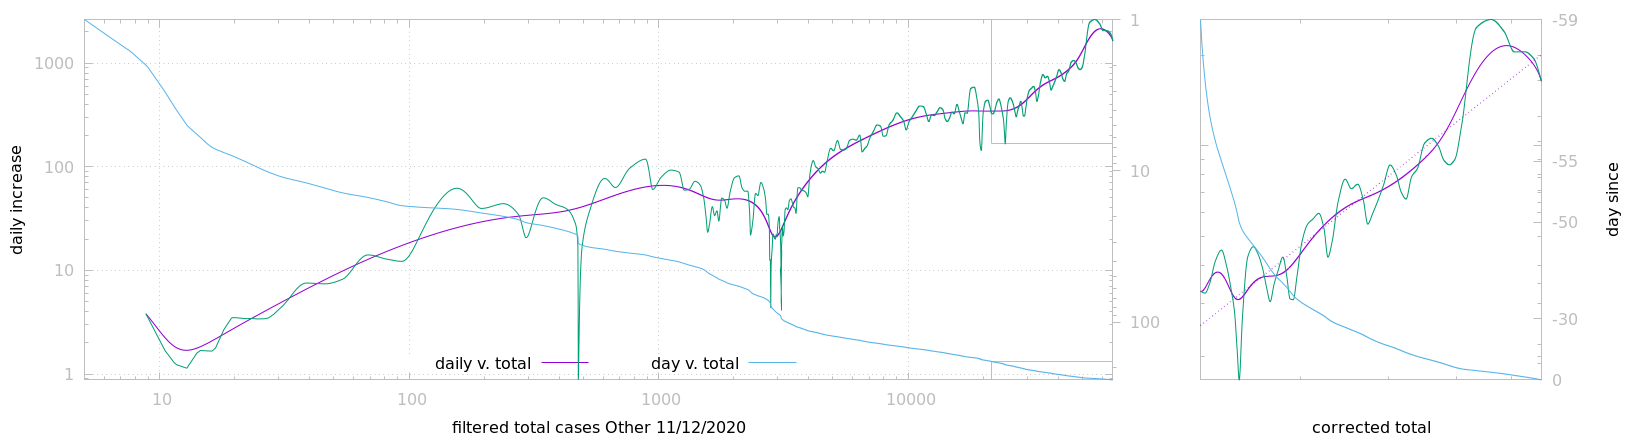 1
-59
1000
daily increase
100
10
-55
day since
-50
10
100
-30
daily v. total
day v. total
1
0
10
100
1000
10000
filtered total cases Other 11/12/2020
corrected total